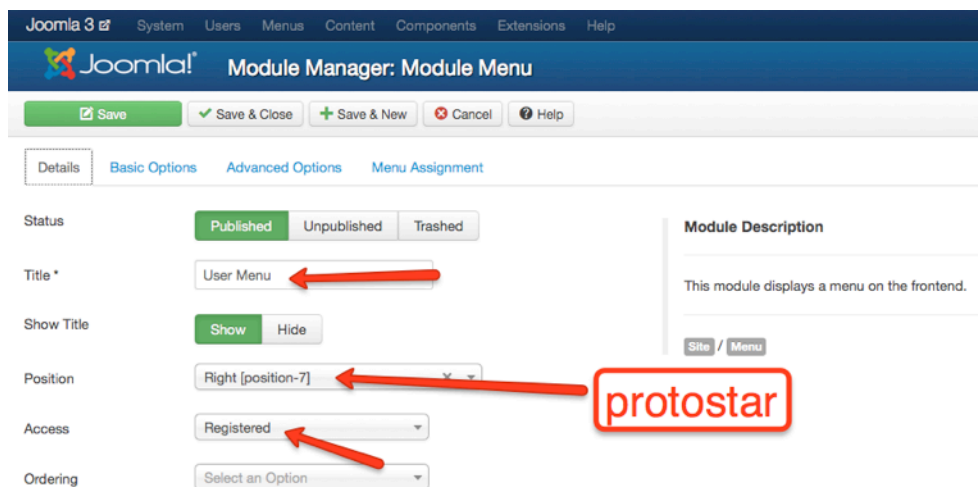 Joomla 3 System Users Menus Content Components Extensions Help
Joomla!® Module Manager: Module Menu
Save Save & Close Save & New Cancel Help
Details Basic Options Advanced Options Menu Assignment
Status Published Unpublished Trashed
Module Description
Title * User Menu
This module displays a menu on the frontend.
Show Title Show Hide
Site / Menu
Position Right [position-7]
protostar
Access Registered
Ordering Select an Option